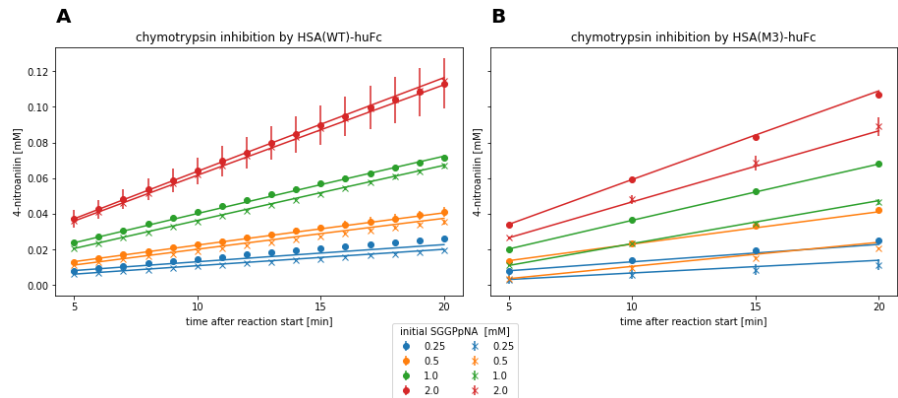 A
B
chymotrypsin inhibition by HSA(WT)-huFc
chymotrypsin inhibition by HSA(M3)-huFc
4-nitroanilin [mM]
0.12
0.10
0.08
0.06
0.04
0.02
0.00
5
10
15
20
time after reaction start [min]
4-nitroanilin [mM]
5
10
15
20
time after reaction start [min]
initial SGGPpNA [mM]
0.25 0.25
0.5 0.5
1.0 1.0
2.0 2.0